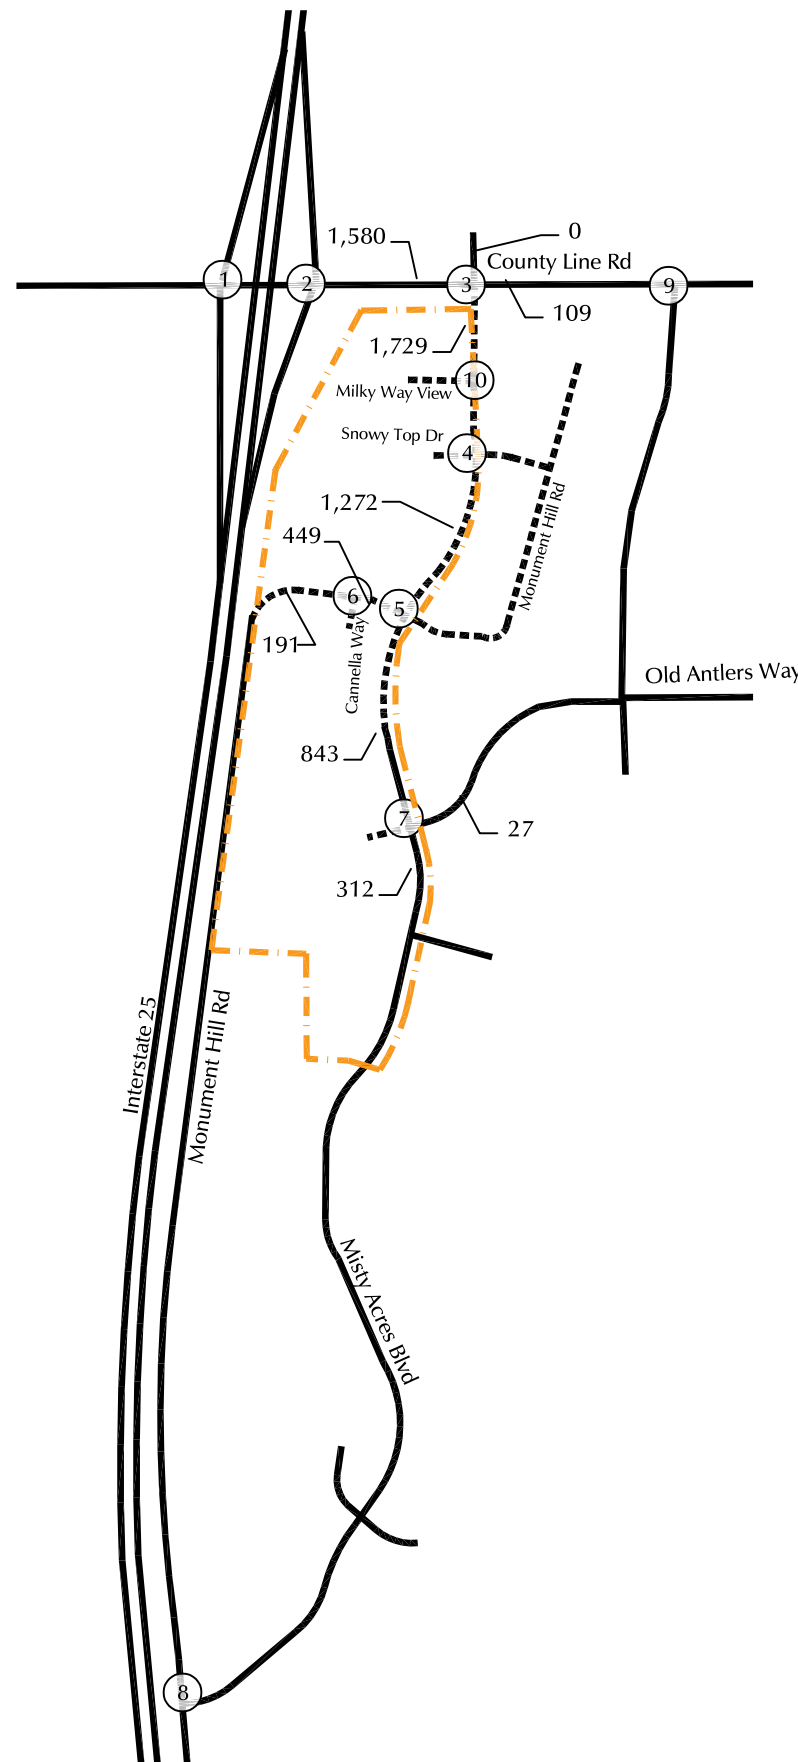 0
1,580
County Line Rd
1
2
3
9
109
1,729
10
Milky Way View
Snowy Top Dr
4
1,272
Monument Hill Rd
449
6
5
191
Cannella Way
Old Antlers Way
843
7
27
312
Interstate 25
Monument Hill Rd
Misty Acres Blvd
8